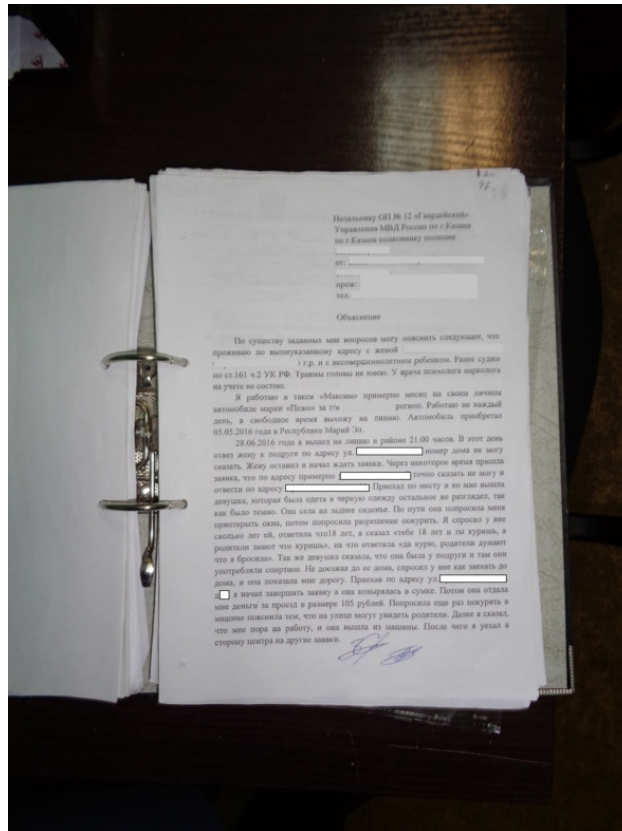 Начальнику ОП № 12 «Гвардейский»
Управления МВД России по г.Казани
по г.Казани полковнику полиции
от:
прож:
тел.
Объяснение
По существу заданных мне вопросов могу пояснить следующее, что
проживаю по вышеуказанному адресу с женой
г.р. и с несовершеннолетним ребенком. Ранее судим
по ст.161 ч.2 УК РФ. Травмы головы не имею. У врача психолога нарколога
на учете не состою.
Я работаю в такси «Максим» примерно месяц на своем личном
автомобиле марки «Пежо» за г/н регион. Работаю не каждый
день, в свободное время выхожу на линию. Автомобиль приобретал
05.05.2016 года в Республике Марий Эл.
28.06.2016 года я вышел на линию в районе 21.00 часов. В этот день
отвез жену к подруге по адресу ул. номер дома не могу
сказать. Жену оставил и начал ждать заявки. Через некоторое время пришла
заявка, что по адресу примерно точно сказать не могу и
отвести по адресу Приехал по месту и ко мне вышла
девушка, которая была одета в черную одежду остальное не разглядел, так
как было темно. Она села на заднее сиденье. По пути она попросила меня
приоткрыть окна, потом попросила разрешение покурить. Я спросил у нее
сколько лет ей, ответила что18 лет, я сказал «тебе 18 лет и ты куришь, а
родители знают что куришь», на что ответила «да курю, родители думают
что я бросила». Так же девушка сказала, что она была у подруги и там они
употребляли спиртное. Не доезжая до ее дома, спросил у нее как заехать до
дома, и она показала мне дорогу. Приехав по адресу ул.
д я начал завершать заявку а она ковырялась в сумке. Потом она отдала
мне деньги за проезд в размере 105 рублей. Попросила еще раз покурить в
машине пояснила тем, что на улице могут увидеть родители. Далее я сказал,
что мне пора на работу, и она вышла из машины. После чего я уехал в
сторону центра на другие заявки.